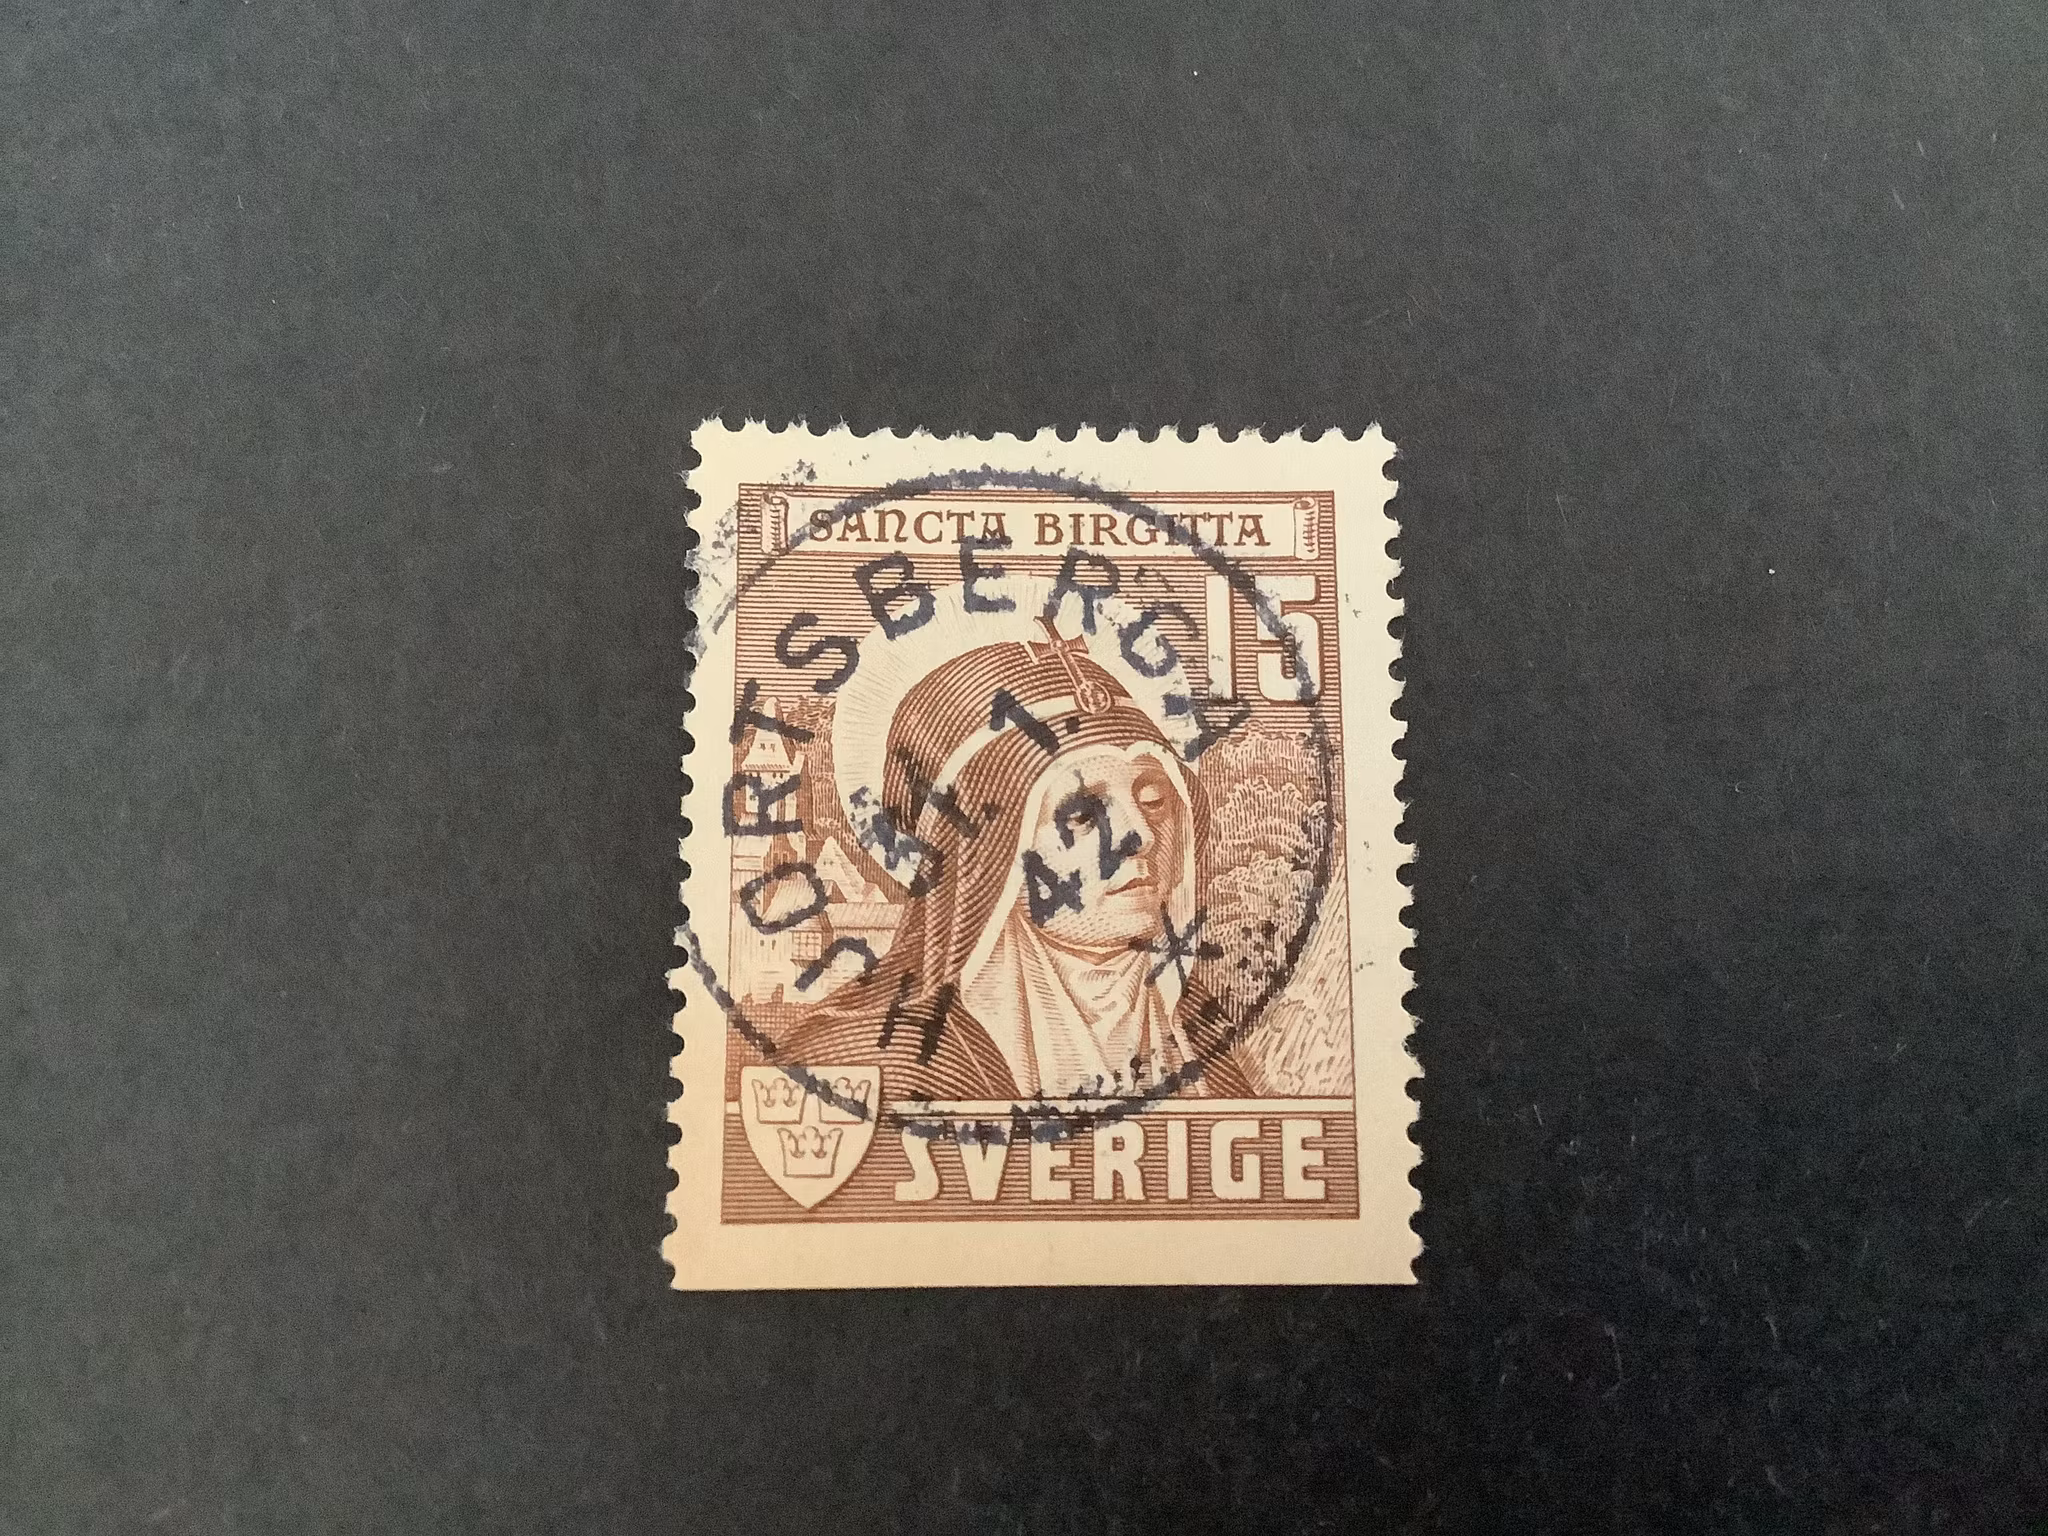 SANCTA BIRGITTA
15
HJORTSBERGA
31.1.
42
SVERIGE